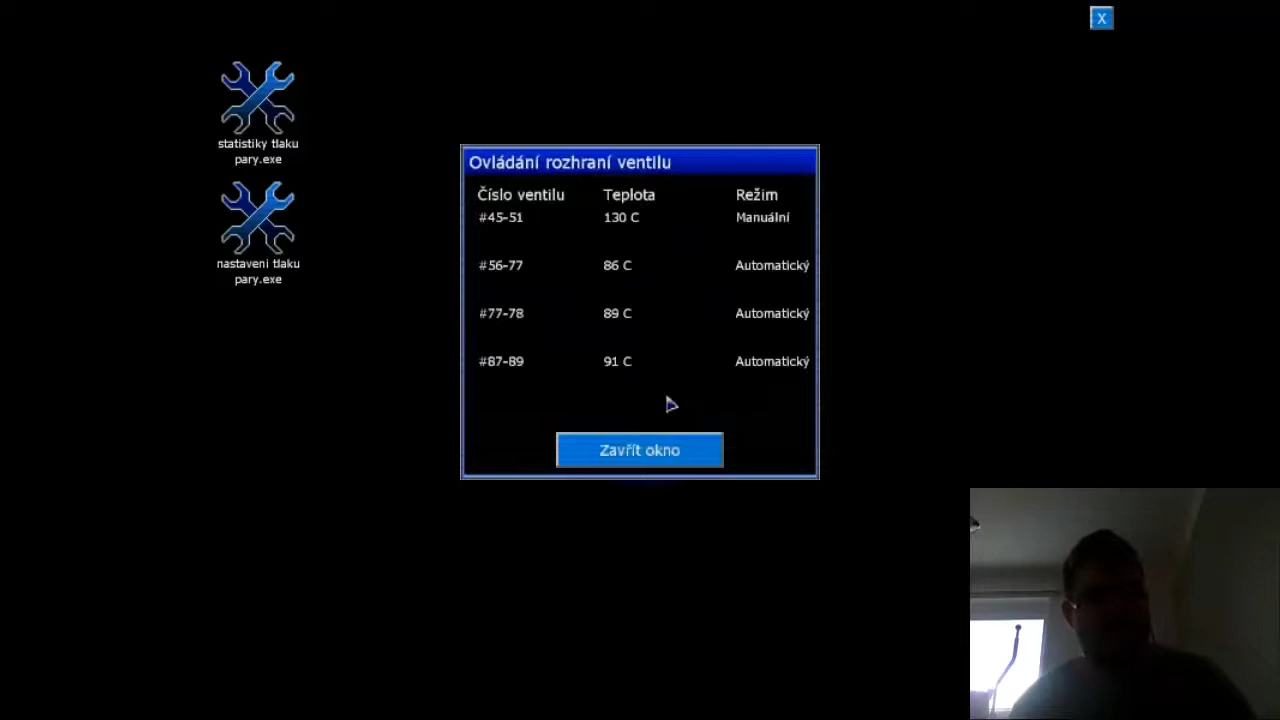 X
statistiky tlaku
pary.exe
nastaveni tlaku
pary.exe
Ovládání rozhraní ventilu
Číslo ventilu Teplota Režim
#45-51 130 C Manuální
#56-77 86 C Automatický
#77-78 89 C Automatický
#87-89 91 C Automatický
Zavřít okno